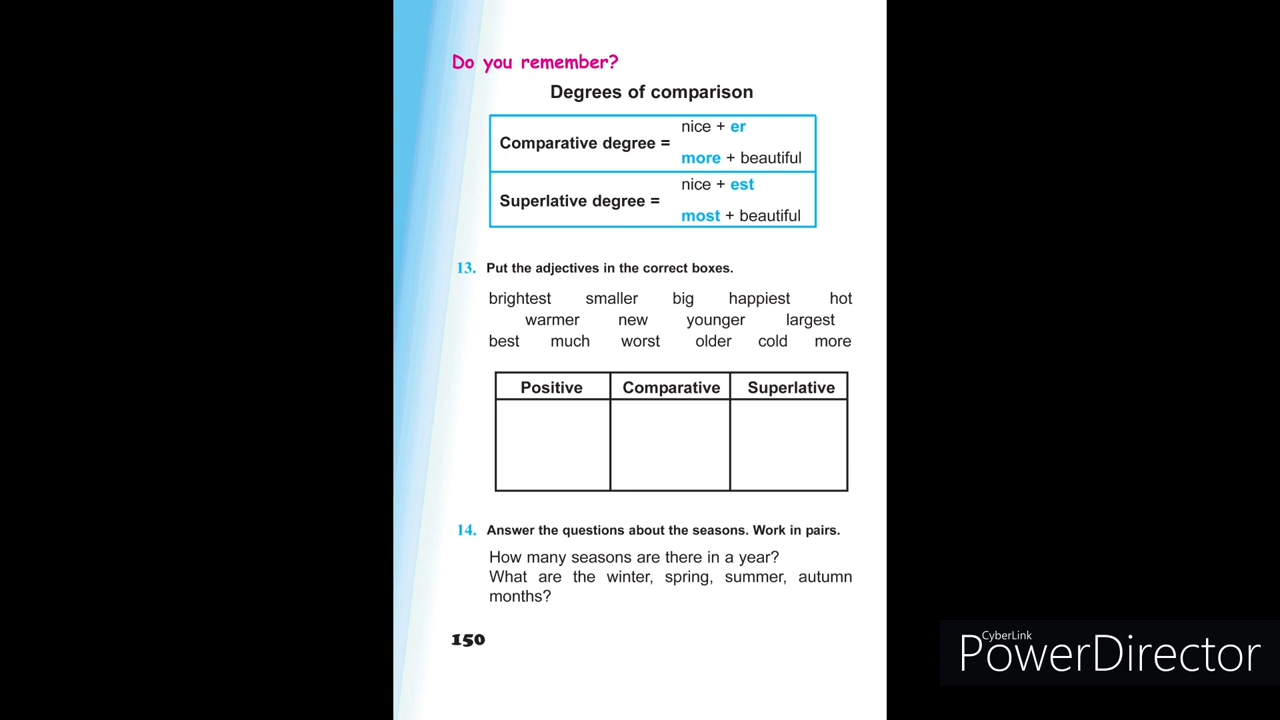 Do you remember?
Degrees of comparison
Comparative degree = nice + er
more + beautiful
Superlative degree = nice + est
most + beautiful
13. Put the adjectives in the correct boxes.
brightest smaller big happiest hot
warmer new younger largest
best much worst older cold more
Positive Comparative Superlative
14. Answer the questions about the seasons. Work in pairs.
How many seasons are there in a year?
What are the winter, spring, summer, autumn
months?
150
CyberLink
PowerDirector